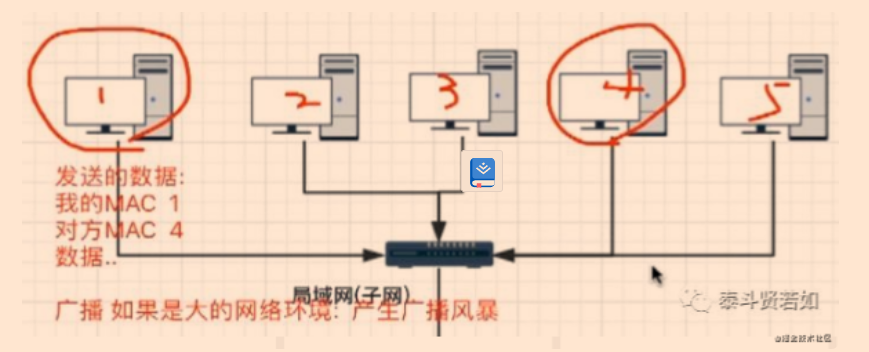 1
2
3
4
5
发送的数据:
我的MAC 1
对方MAC 4
数据..
局域网(子网)
广播 如果是大的网络环境: 产生广播风暴
泰斗贤若如
@掘金技术社区